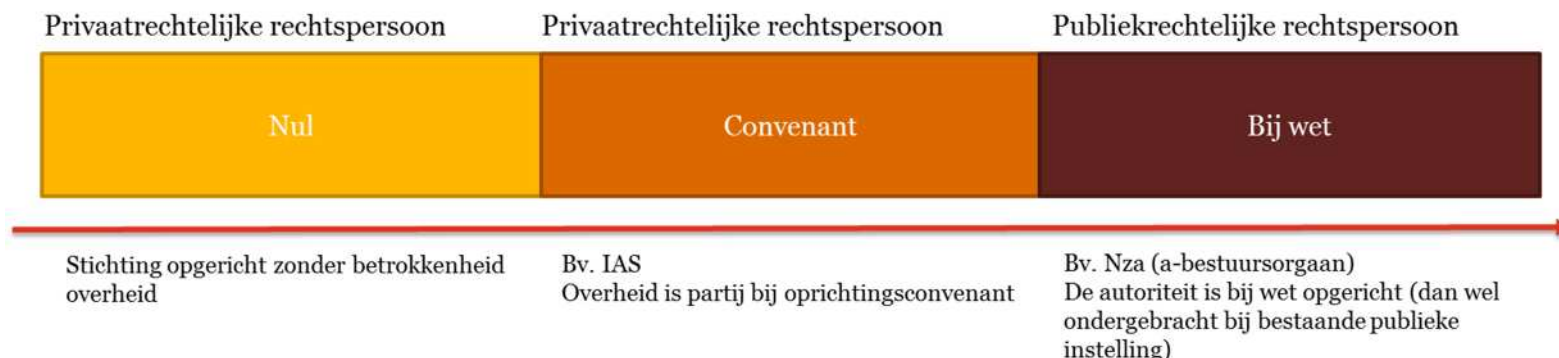 Privaatrechtelijke rechtspersoon
Privaatrechtelijke rechtspersoon
Publiekrechtelijke rechtspersoon
Nul
Convenant
Bij wet
Stichting opgericht zonder betrokkenheid
overheid
Bv. IAS
Overheid is partij bij oprichtingsconvenant
Bv. Nza (a-bestuursorgaan)
De autoriteit is bij wet opgericht (dan wel
ondergebracht bij bestaande publieke
instelling)